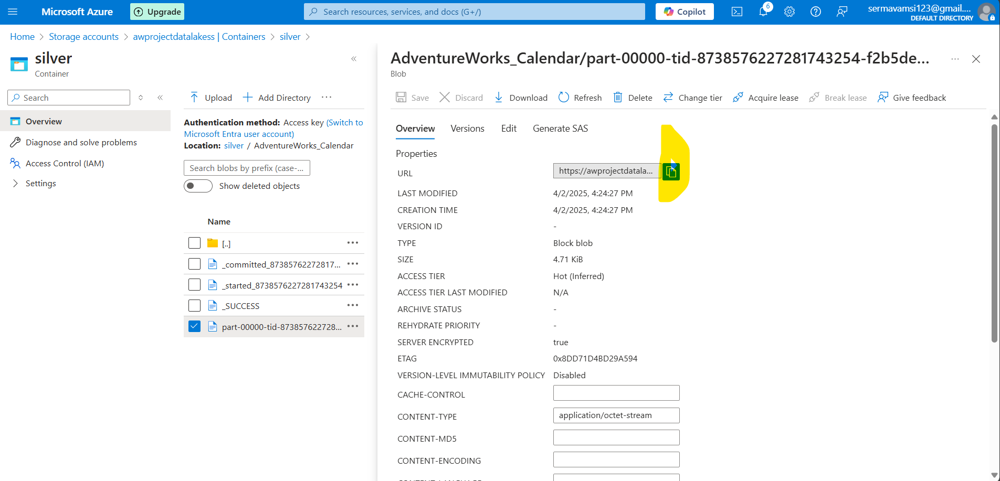 Microsoft Azure
Upgrade
Search resources, services, and docs (G+/)
Copilot
6
sermavamsi123@gmail....
DEFAULT DIRECTORY
Home > Storage accounts > awprojectdatalakess | Containers > silver >
silver
Container
Search
Overview
Diagnose and solve problems
Access Control (IAM)
Settings
Upload
Add Directory
Authentication method: Access key (Switch to
Microsoft Entra user account)
Location: silver / AdventureWorks_Calendar
Search blobs by prefix (case-...
Show deleted objects
Name
[..]
_committed_87385762272817...
_started_8738576227281743254
_SUCCESS
part-00000-tid-873857622728...
AdventureWorks_Calendar/part-00000-tid-8738576227281743254-f2b5de...
Blob
Save
Discard
Download
Refresh
Delete
Change tier
Acquire lease
Break lease
Give feedback
Overview
Versions
Edit
Generate SAS
Properties
URL
https://awprojectdatala...
LAST MODIFIED
4/2/2025, 4:24:27 PM
CREATION TIME
4/2/2025, 4:24:27 PM
VERSION ID
-
TYPE
Block blob
SIZE
4.71 KiB
ACCESS TIER
Hot (Inferred)
ACCESS TIER LAST MODIFIED
N/A
ARCHIVE STATUS
-
REHYDRATE PRIORITY
-
SERVER ENCRYPTED
true
ETAG
0x8DD71D4BD29A594
VERSION-LEVEL IMMUTABILITY POLICY
Disabled
CACHE-CONTROL
CONTENT-TYPE
application/octet-stream
CONTENT-MD5
CONTENT-ENCODING